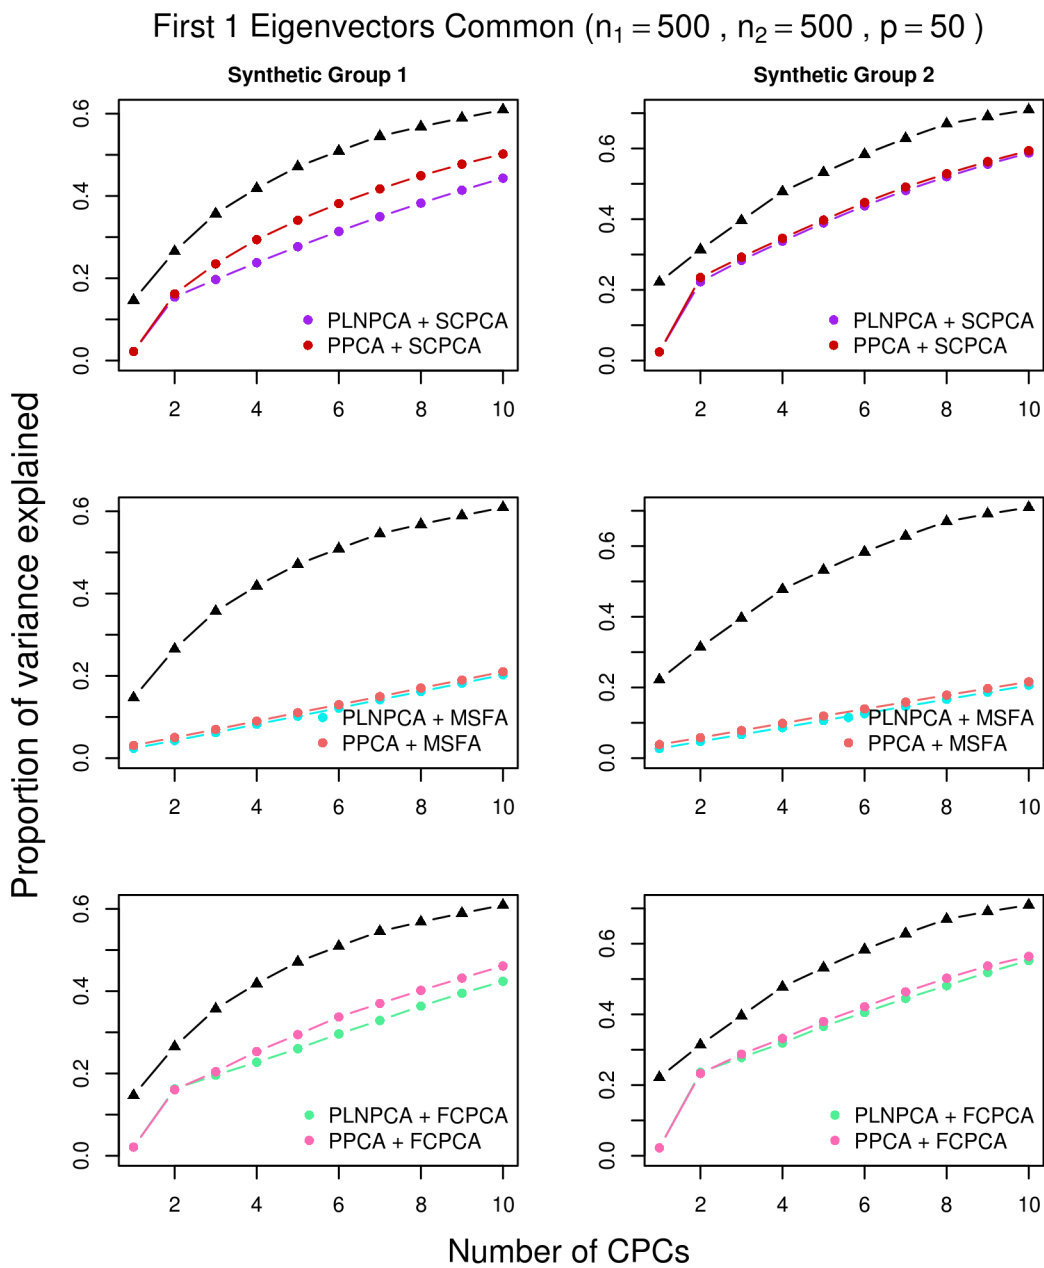 First 1 Eigenvectors Common (n₁ = 500 , n₂ = 500 , p = 50 )
Synthetic Group 1
Synthetic Group 2
Proportion of variance explained
0.0 0.2 0.4 0.6
PLNPCA + SCPCA
PPCA + SCPCA
2 4 6 8 10
0.0 0.2 0.4 0.6
PLNPCA + SCPCA
PPCA + SCPCA
2 4 6 8 10
0.0 0.2 0.4 0.6
PLNPCA + MSFA
PPCA + MSFA
2 4 6 8 10
0.0 0.2 0.4 0.6
PLNPCA + MSFA
PPCA + MSFA
2 4 6 8 10
0.0 0.2 0.4 0.6
PLNPCA + FCPCA
PPCA + FCPCA
2 4 6 8 10
0.0 0.2 0.4 0.6
PLNPCA + FCPCA
PPCA + FCPCA
2 4 6 8 10
Number of CPCs